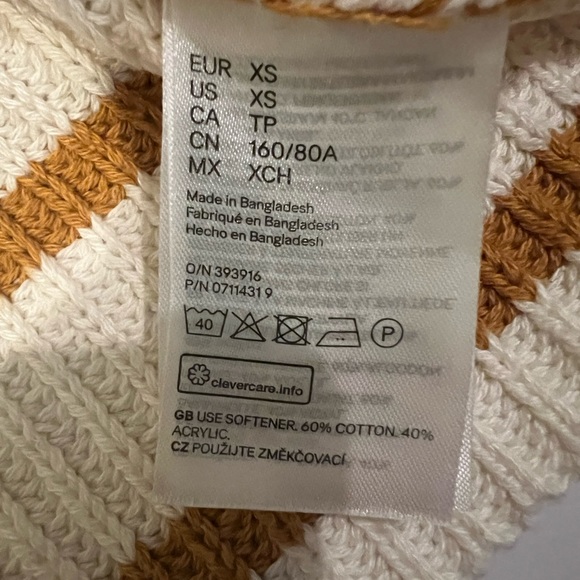 EUR XS
US XS
CA TP
CN 160/80A
MX XCH
Made in Bangladesh
Fabriqué en Bangladesh
Hecho en Bangladesh
O/N 393916
P/N 07114319
40 P
clevercare.info
GB USE SOFTENER. 60% COTTON. 40%
ACRYLIC.
CZ POUŽIJTE ZMĚKČOVACÍ